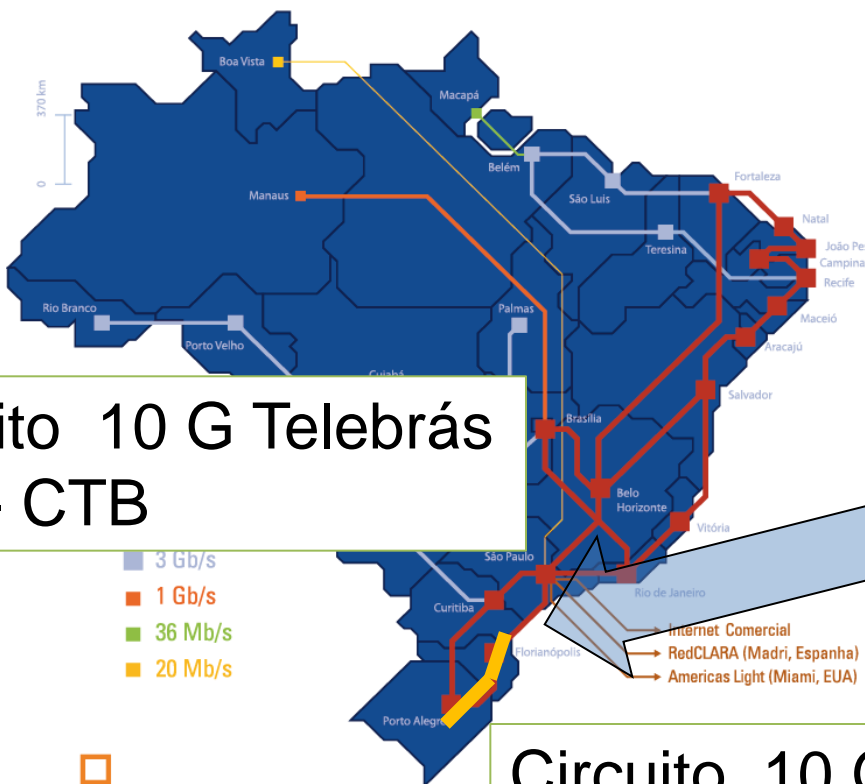 Boa Vista
Macapá
370 km
0
Belém
São Luis
Fortaleza
Manaus
Natal
Teresina
João Pe
Campina
Recife
Rio Branco
Porto Velho
Palmas
Maceió
Aracajú
Cuiabá
Salvador
ito 10 G Telebrás
- CTB
Brasília
Belo
Horizonte
Vitória
3 Gb/s
São Paulo
1 Gb/s
Curitiba
Rio de Janeiro
36 Mb/s
Internet Comercial
20 Mb/s
Florianópolis
RedCLARA (Madri, Espanha)
Americas Light (Miami, EUA)
Porto Alegre
Circuito 10 G